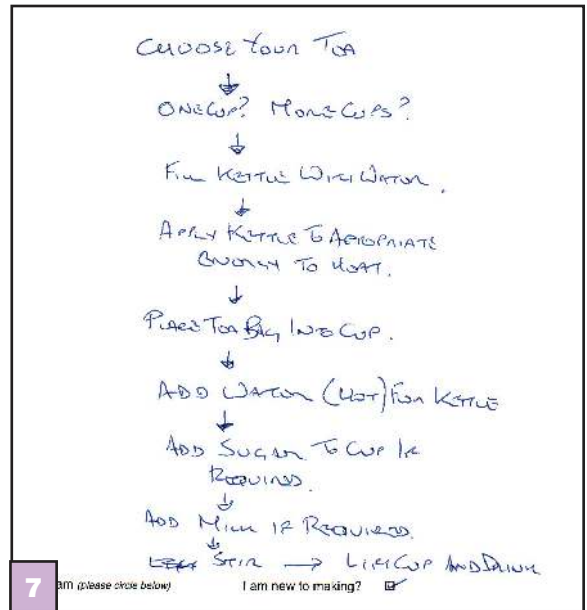 CHOOSE YOUR TEA
↓
ONE CUP? MORE CUPS?
↓
FILL KETTLE WITH WATER.
↓
APPLY KETTLE TO APROPRIATE
ENERGY TO HEAT.
↓
PLACE TEA BAG INTO CUP.
↓
ADD WATER (HOT) FROM KETTLE
↓
ADD SUGAR TO CUP IF
REQUIRED.
↓
ADD MILK IF REQUIRED.
↓
STIR → LIFT CUP AND DRINK
7 am (please circle below) I am new to making? ☑